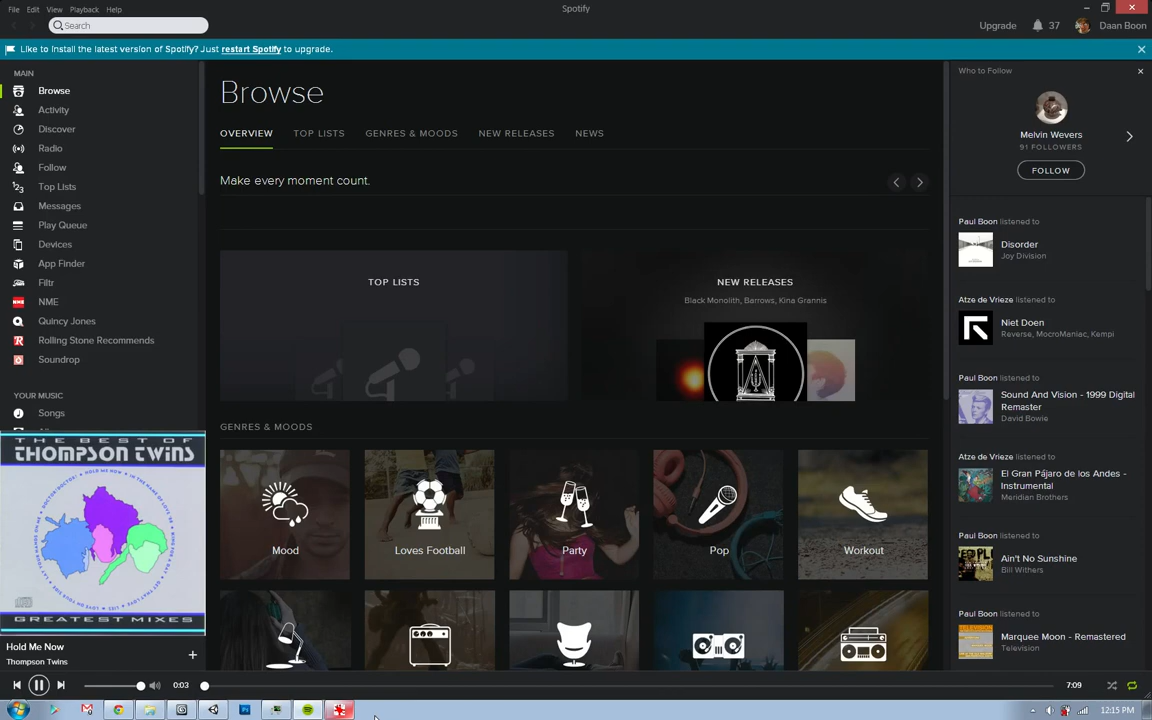 File Edit View Playback Help
Spotify
Search
Upgrade
37
Daan Boon
Like to install the latest version of Spotify? Just restart Spotify to upgrade.
MAIN
Browse
Activity
Discover
Radio
Follow
Top Lists
Messages
Play Queue
Devices
App Finder
Filtr
NME
Quincy Jones
Rolling Stone Recommends
Soundrop
YOUR MUSIC
Songs
THE BEST OF
THOMPSON TWINS
GREATEST MIXES
Hold Me Now
Thompson Twins
Browse
OVERVIEW TOP LISTS GENRES & MOODS NEW RELEASES NEWS
Make every moment count.
TOP LISTS
NEW RELEASES
Black Monolith, Barrows, Kina Grannis
GENRES & MOODS
Mood
Loves Football
Party
Pop
Workout
Who to Follow
Melvin Wevers
91 FOLLOWERS
FOLLOW
Paul Boon listened to
Disorder
Joy Division
Atze de Vrieze listened to
Niet Doen
Reverse, MocroManiac, Kempi
Paul Boon listened to
Sound And Vision - 1999 Digital
Remaster
David Bowie
Atze de Vrieze listened to
El Gran Pájaro de los Andes -
Instrumental
Meridian Brothers
Paul Boon listened to
Ain't No Sunshine
Bill Withers
Paul Boon listened to
Marquee Moon - Remastered
Television
0:03
7:09
12:15 PM